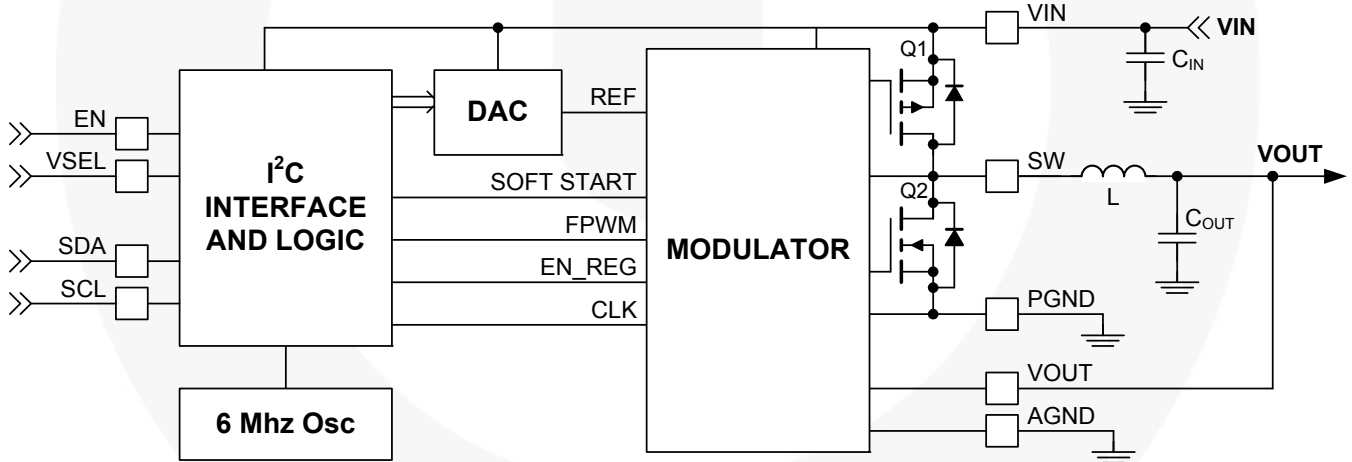 VIN
VIN
Q1
C_IN
EN
DAC
REF
VSEL
I²C
INTERFACE
AND LOGIC
SOFT START
SW
VOUT
Q2
L
FPWM
MODULATOR
C_OUT
SDA
EN_REG
SCL
CLK
PGND
VOUT
6 Mhz Osc
AGND